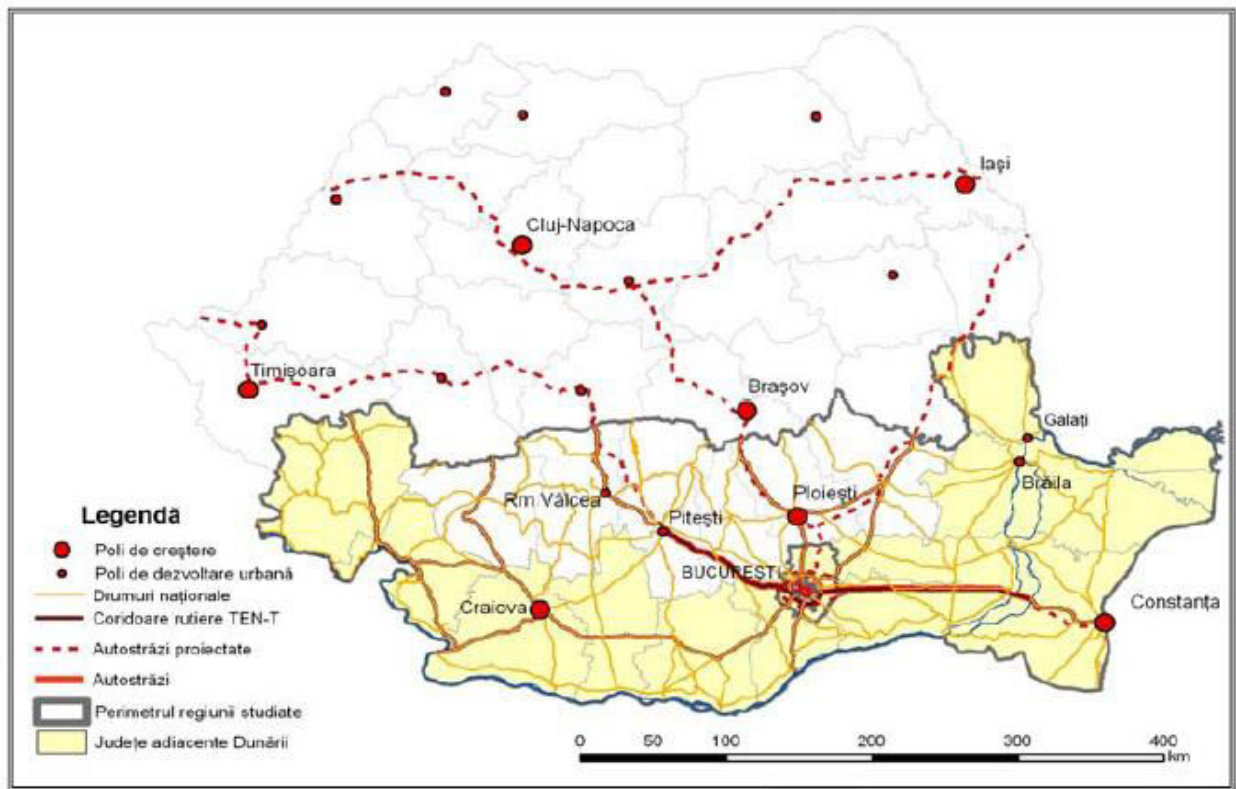 Iași
Cluj-Napoca
Timișoara
Brașov
Galați
Brăila
Rm Vâlcea
Ploiești
Pitești
BUCUREȘTI
Craiova
Constanța
Legendă
Poli de creștere
Poli de dezvoltare urbană
Drumuri naționale
Coridoare rutiere TEN-T
Autostrăzi proiectate
Autostrăzi
Perimetrul regiunii studiate
Județe adiacente Dunării
0 50 100 200 300 400
km